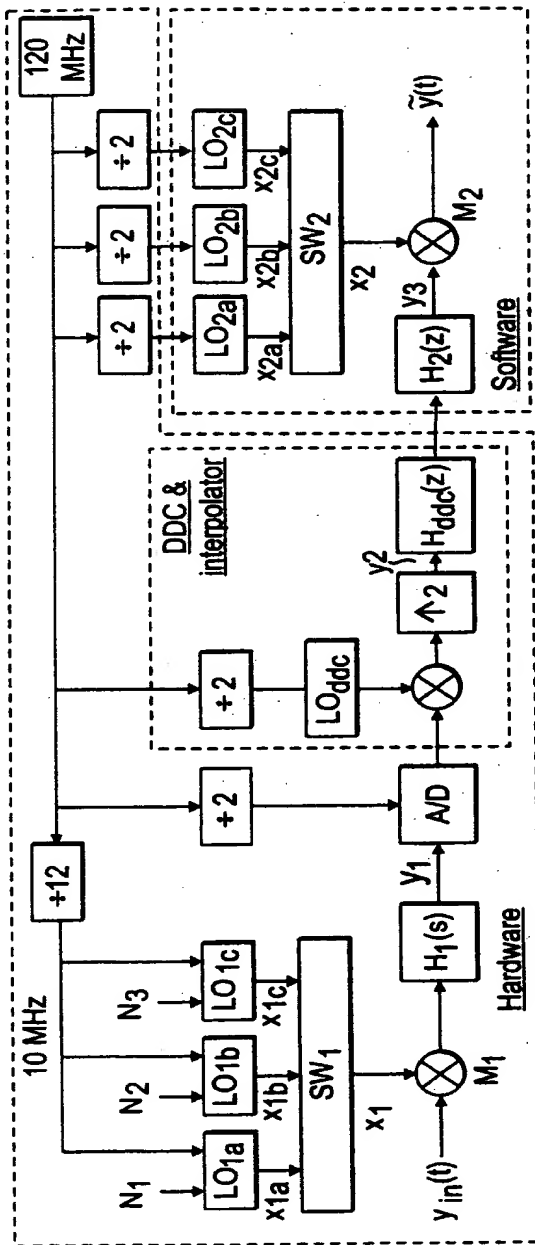 120
MHz
÷12
10 MHz
÷2
÷2
÷2
÷2
÷2
N1
N2
N3
LO1a
LO1b
LO1c
x1a
x1b
x1c
SW1
x1
yin(t)
M1
H1(s)
y1
A/D
Hardware
DDC &
interpolator
LOddc
↑2
y2
Hddc(z)
LO2a
LO2b
LO2c
x2a
x2b
x2c
SW2
x2
H2(z)
y3
M2
ỹ(t)
Software